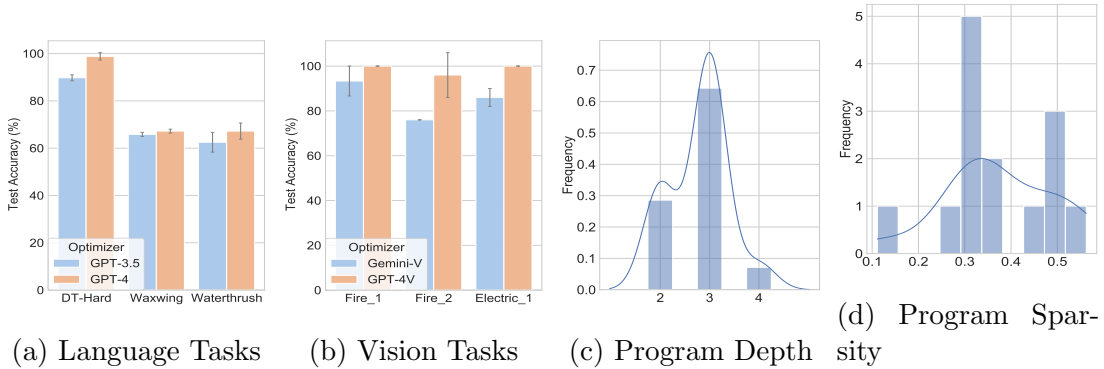 Test Accuracy (%)
100
80
60
40
20
0
Optimizer
GPT-3.5
GPT-4
DT-Hard Waxwing Waterthrush
(a) Language Tasks
Test Accuracy (%)
100
80
60
40
20
0
Optimizer
Gemini-V
GPT-4V
Fire_1 Fire_2 Electric_1
(b) Vision Tasks
Frequency
0.7
0.6
0.5
0.4
0.3
0.2
0.1
0.0
2 3 4
(c) Program Depth
Frequency
5
4
3
2
1
0
0.1 0.2 0.3 0.4 0.5
(d) Program Spar-
sity